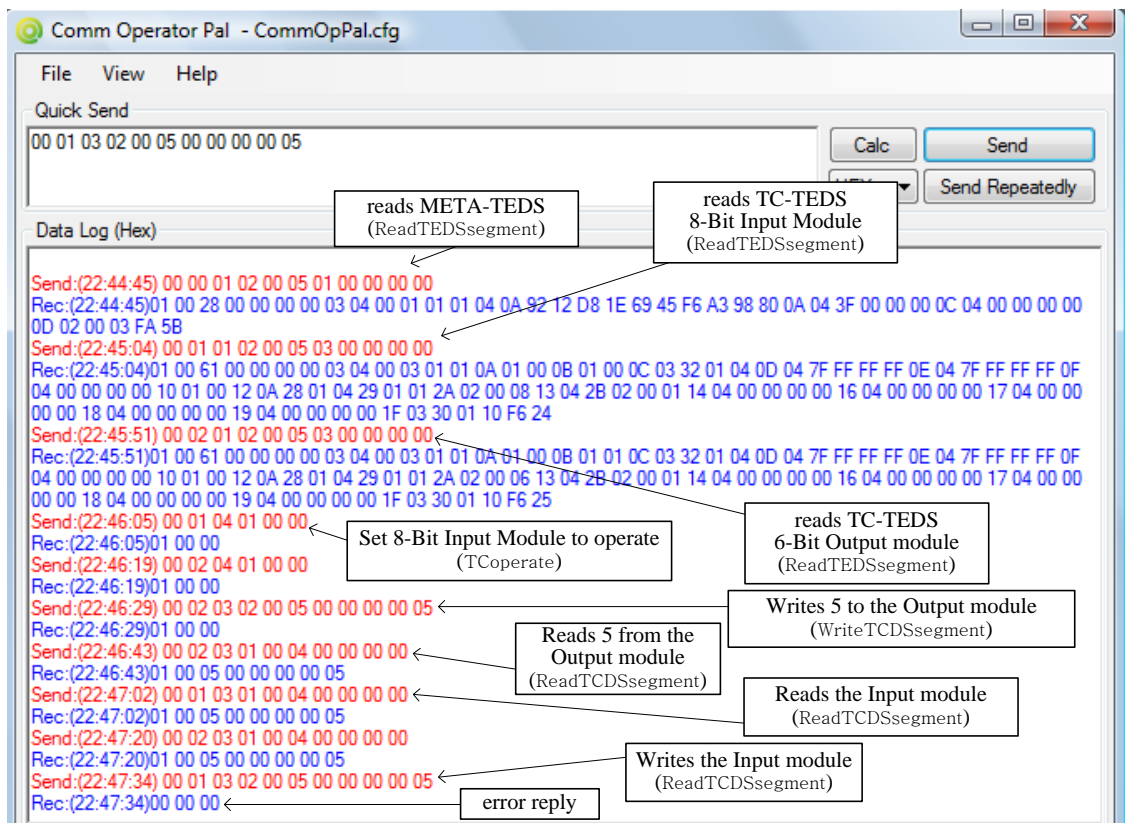 Comm Operator Pal - CommOpPal.cfg
File View Help
Quick Send
00 01 03 02 00 05 00 00 00 00 05
Calc Send
Send Repeatedly
reads META-TEDS
(ReadTEDSsegment)
reads TC-TEDS
8-Bit Input Module
(ReadTEDSsegment)
Data Log (Hex)
Send:(22:44:45) 00 00 01 02 00 05 01 00 00 00 00
Rec:(22:44:45)01 00 28 00 00 00 00 03 04 00 01 01 01 04 0A 92 12 D8 1E 69 45 F6 A3 98 80 0A 04 3F 00 00 00 0C 04 00 00 00 00
0D 02 00 03 FA 5B
Send:(22:45:04) 00 01 01 02 00 05 03 00 00 00 00
Rec:(22:45:04)01 00 61 00 00 00 00 03 04 00 03 01 01 0A 01 00 0B 01 00 0C 03 32 01 04 0D 04 7F FF FF FF 0E 04 7F FF FF FF 0F
04 00 00 00 00 10 01 00 12 0A 28 01 04 29 01 01 2A 02 00 08 13 04 2B 02 00 01 14 04 00 00 00 00 16 04 00 00 00 00 17 04 00 00
00 00 18 04 00 00 00 00 19 04 00 00 00 00 1F 03 30 01 10 F6 24
Send:(22:45:51) 00 02 01 02 00 05 03 00 00 00 00
Rec:(22:45:51)01 00 61 00 00 00 00 03 04 00 03 01 01 0A 01 00 0B 01 01 0C 03 32 01 04 0D 04 7F FF FF FF 0E 04 7F FF FF FF 0F
04 00 00 00 00 10 01 00 12 0A 28 01 04 29 01 01 2A 02 00 06 13 04 2B 02 00 01 14 04 00 00 00 00 16 04 00 00 00 00 17 04 00 00
00 00 18 04 00 00 00 00 19 04 00 00 00 00 1F 03 30 01 10 F6 25
Send:(22:46:05) 00 01 04 01 00 00
Rec:(22:46:05)01 00 00
Set 8-Bit Input Module to operate
(TCoperate)
reads TC-TEDS
6-Bit Output module
(ReadTEDSsegment)
Send:(22:46:19) 00 02 04 01 00 00
Rec:(22:46:19)01 00 00
Send:(22:46:29) 00 02 03 02 00 05 00 00 00 00 05
Writes 5 to the Output module
(WriteTCDSsegment)
Rec:(22:46:29)01 00 00
Send:(22:46:43) 00 02 03 01 00 04 00 00 00 00
Reads 5 from the
Output module
(ReadTCDSsegment)
Rec:(22:46:43)01 00 05 00 00 00 00 05
Send:(22:47:02) 00 01 03 01 00 04 00 00 00 00
Reads the Input module
(ReadTCDSsegment)
Rec:(22:47:02)01 00 05 00 00 00 00 05
Send:(22:47:20) 00 02 03 01 00 04 00 00 00 00
Rec:(22:47:20)01 00 05 00 00 00 00 05
Writes the Input module
(ReadTCDSsegment)
Send:(22:47:34) 00 01 03 02 00 05 00 00 00 00 05
Rec:(22:47:34)00 00 00
error reply